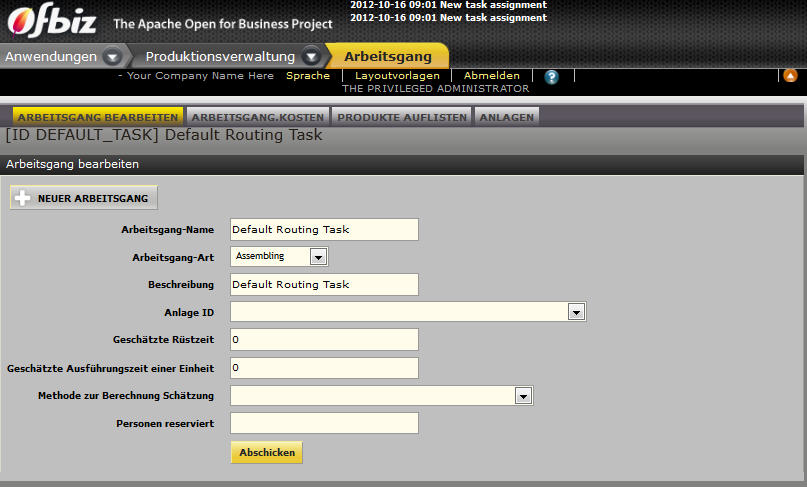 2012-10-16 09:01 New task assignment
2012-10-16 09:01 New task assignment
Ofbiz The Apache Open for Business Project
Anwendungen Produktionsverwaltung Arbeitsgang
- Your Company Name Here Sprache Layoutvorlagen Abmelden ?
THE PRIVILEGED ADMINISTRATOR
ARBEITSGANG BEARBEITEN ARBEITSGANG.KOSTEN PRODUKTE AUFLISTEN ANLAGEN
[ID DEFAULT_TASK] Default Routing Task
Arbeitsgang bearbeiten
NEUER ARBEITSGANG
Arbeitsgang-Name Default Routing Task
Arbeitsgang-Art Assembling
Beschreibung Default Routing Task
Anlage ID
Geschätzte Rüstzeit 0
Geschätzte Ausführungszeit einer Einheit 0
Methode zur Berechnung Schätzung
Personen reserviert
Abschicken